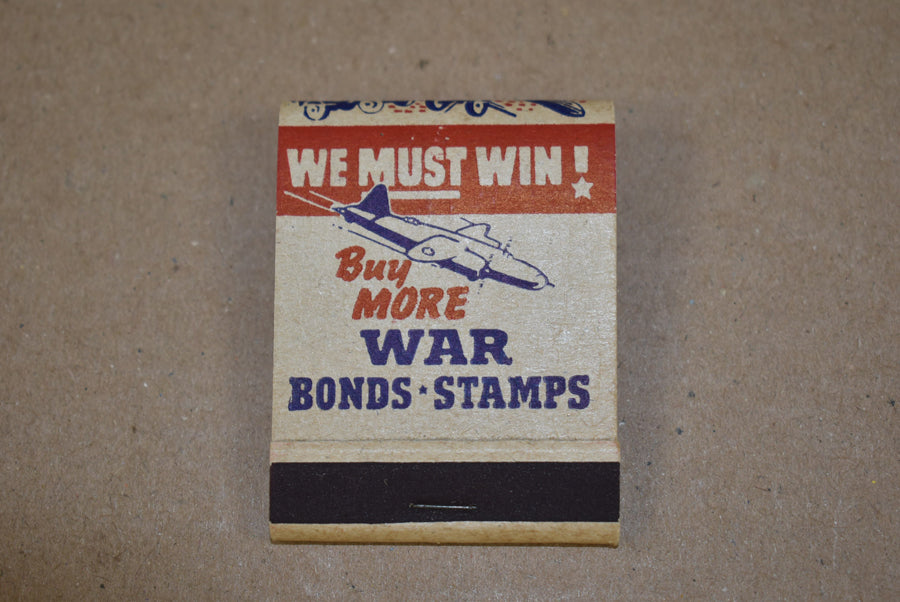 WE MUST WIN!
Buy
MORE
WAR
BONDS ★ STAMPS